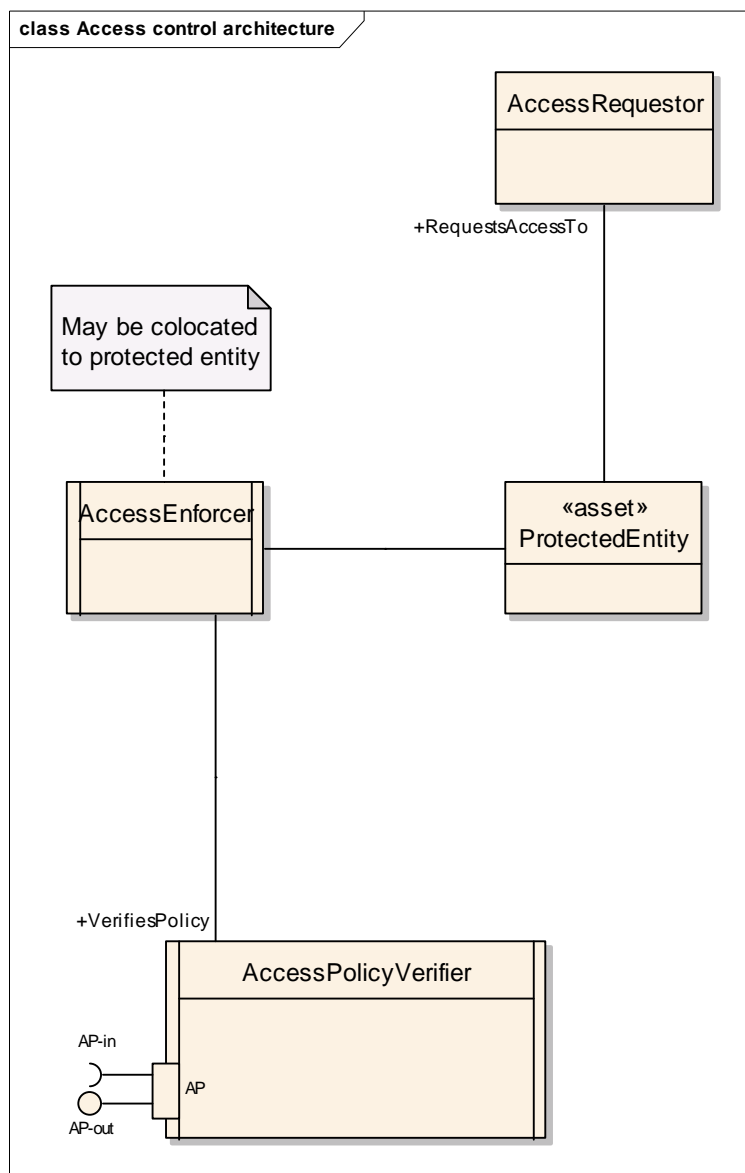 class Access control architecture
AccessRequestor
+RequestsAccessTo
May be colocated
to protected entity
AccessEnforcer
«asset»
ProtectedEntity
+VerifiesPolicy
AccessPolicyVerifier
AP-in
AP
AP-out